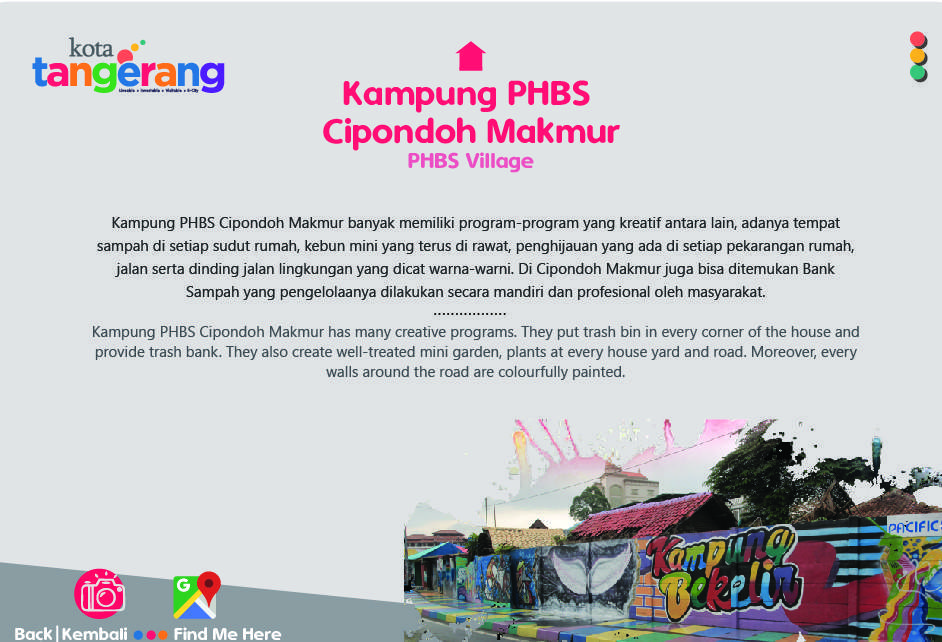 kota
tangerang
Liveable • Investable • Visitable • E-City
Kampung PHBS
Cipondoh Makmur
PHBS Village
Kampung PHBS Cipondoh Makmur banyak memiliki program-program yang kreatif antara lain, adanya tempat
sampah di setiap sudut rumah, kebun mini yang terus di rawat, penghijauan yang ada di setiap pekarangan rumah,
jalan serta dinding jalan lingkungan yang dicat warna-warni. Di Cipondoh Makmur juga bisa ditemukan Bank
Sampah yang pengelolaanya dilakukan secara mandiri dan profesional oleh masyarakat.
Kampung PHBS Cipondoh Makmur has many creative programs. They put trash bin in every corner of the house and
provide trash bank. They also create well-treated mini garden, plants at every house yard and road. Moreover, every
walls around the road are colourfully painted.
PACIFIC
Kampung
Bekelir
G
Back|Kembali
Find Me Here